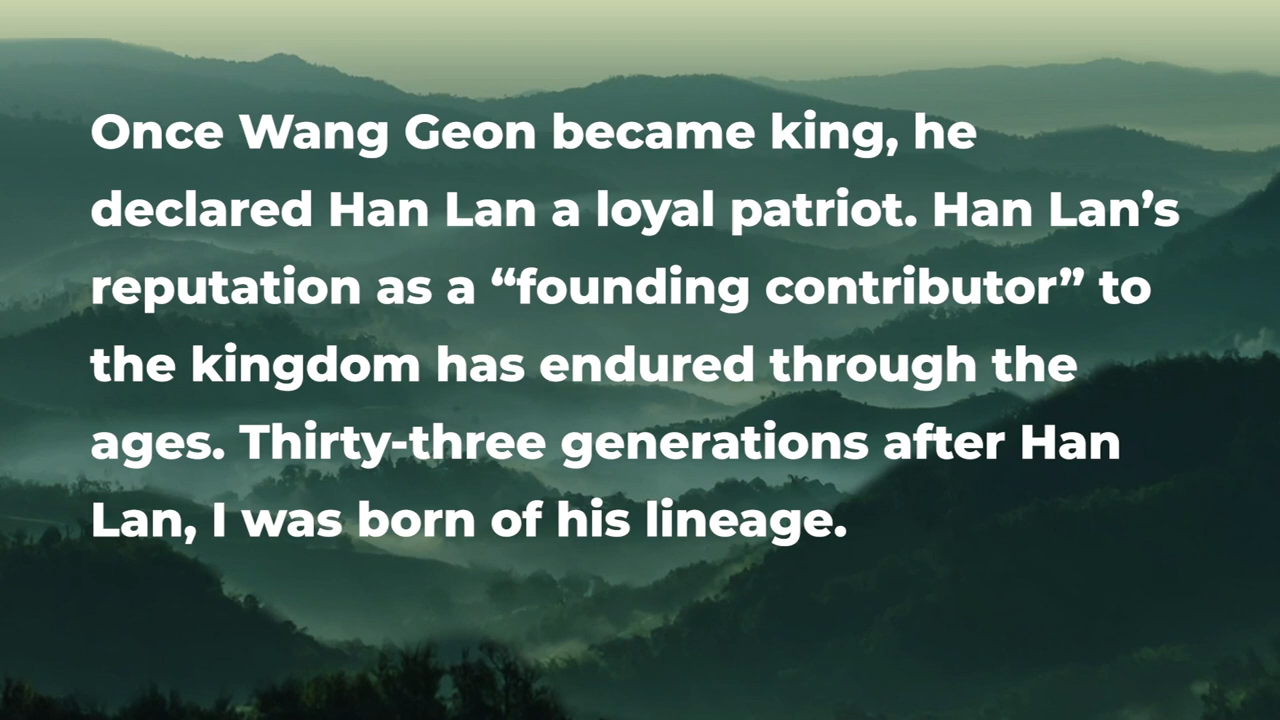 Once Wang Geon became king, he
declared Han Lan a loyal patriot. Han Lan’s
reputation as a “founding contributor” to
the kingdom has endured through the
ages. Thirty-three generations after Han
Lan, I was born of his lineage.